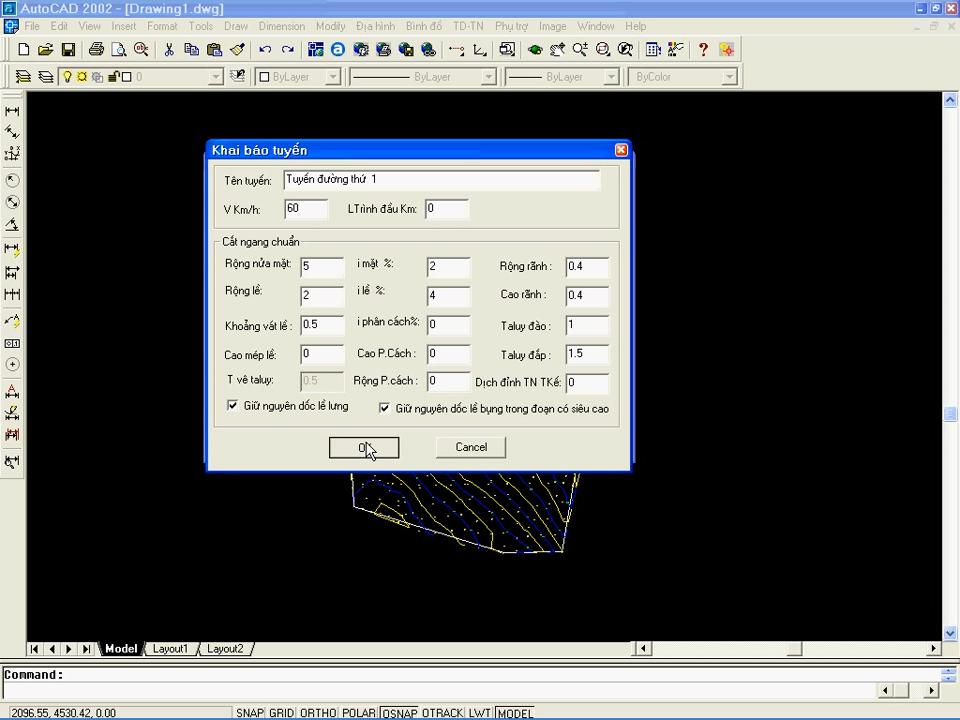 AutoCAD 2002 - [Drawing1.dwg]
File Edit View Insert Format Tools Draw Dimension Modify Địa hình Bình đồ TD-TN Phụ trợ Image Window Help
0 ByLayer ByLayer ByLayer ByColor
Khai báo tuyến
Tên tuyến: Tuyến đường thứ 1
V Km/h: 60 LTrình đầu Km: 0
Cắt ngang chuẩn
Rộng nửa mặt: 5 i mặt %: 2 Rộng rãnh : 0.4
Rộng lề: 2 i lề %: 4 Cao rãnh : 0.4
Khoảng vát lề : 0.5 i phân cách%: 0 Taluy đào: 1
Cao mép lề: 0 Cao P.Cách : 0 Taluy đắp : 1.5
T vê taluy: 0.5 Rộng P.cách : 0 Dịch đỉnh TN TKế: 0
Giữ nguyên dốc lề lưng Giữ nguyên dốc lề bụng trong đoạn có siêu cao
Cancel
Model Layout1 Layout2
Command:
2096.55, 4530.42, 0.00 SNAP GRID ORTHO POLAR OSNAP OTRACK LWT MODEL